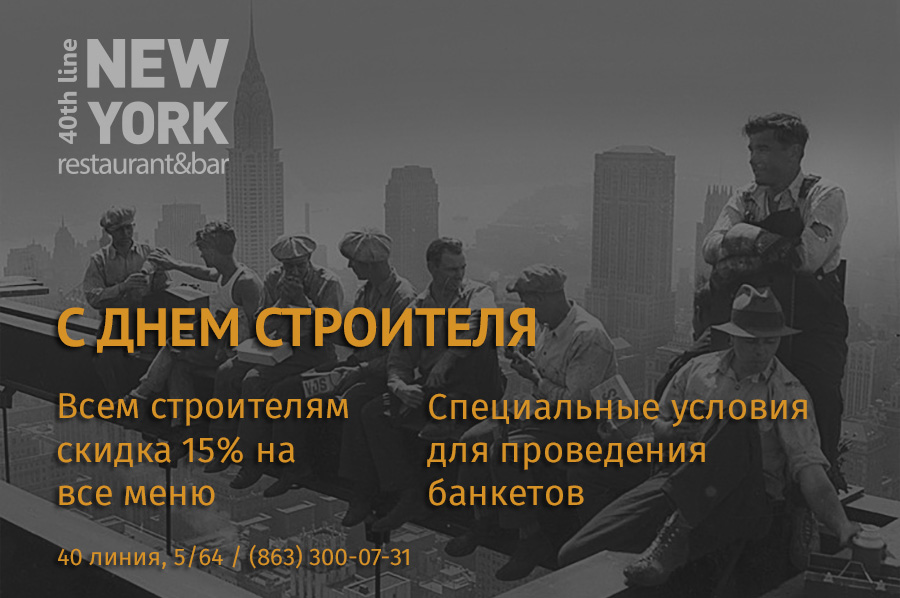 40th line
NEW
YORK
restaurant&bar
С ДНЕМ СТРОИТЕЛЯ
Всем строителям
скидка 15% на
все меню
Специальные условия
для проведения
банкетов
40 линия, 5/64 / (863) 300-07-31